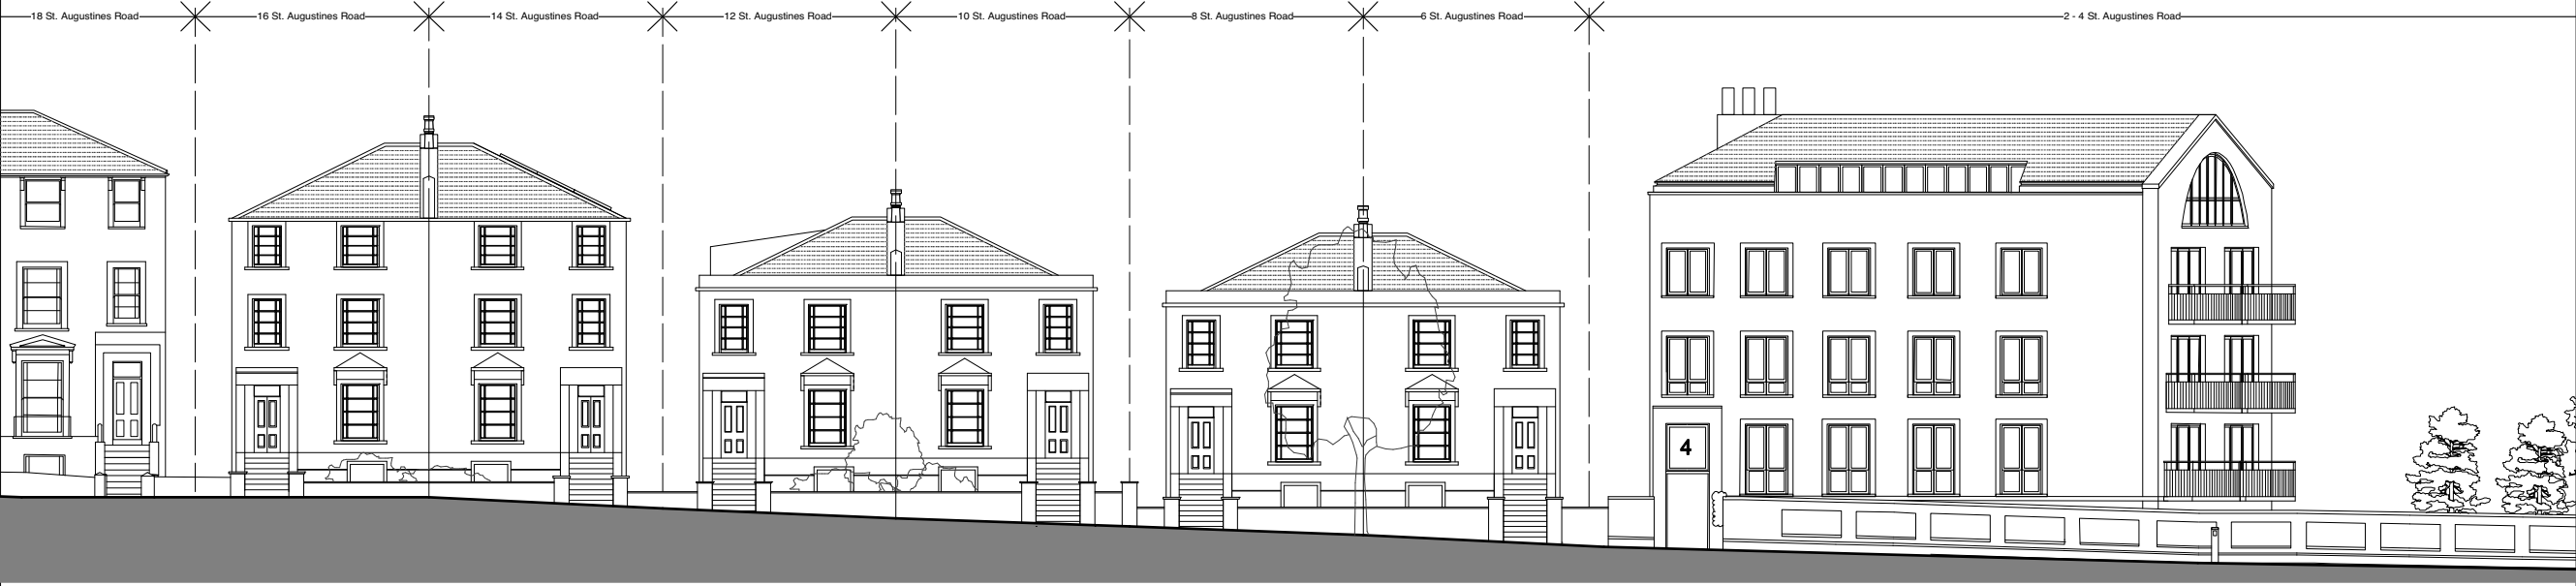 18 St. Augustines Road
16 St. Augustines Road
14 St. Augustines Road
12 St. Augustines Road
10 St. Augustines Road
8 St. Augustines Road
6 St. Augustines Road
2 - 4 St. Augustines Road
4